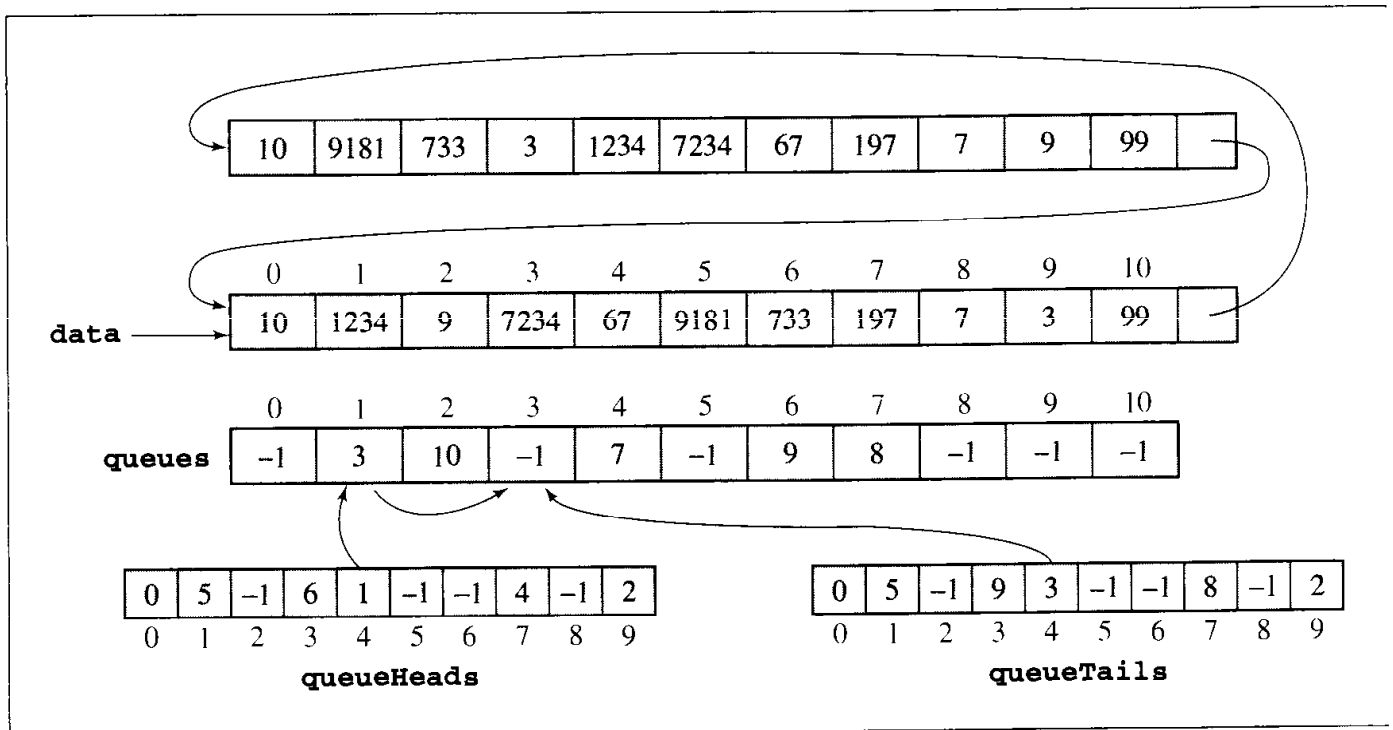 10 9181 733 3 1234 7234 67 197 7 9 99
0 1 2 3 4 5 6 7 8 9 10
data 10 1234 9 7234 67 9181 733 197 7 3 99
0 1 2 3 4 5 6 7 8 9 10
queues –1 3 10 –1 7 –1 9 8 –1 –1 –1
0 5 –1 6 1 –1 –1 4 –1 2
0 1 2 3 4 5 6 7 8 9
queueHeads
0 5 –1 9 3 –1 –1 8 –1 2
0 1 2 3 4 5 6 7 8 9
queueTails